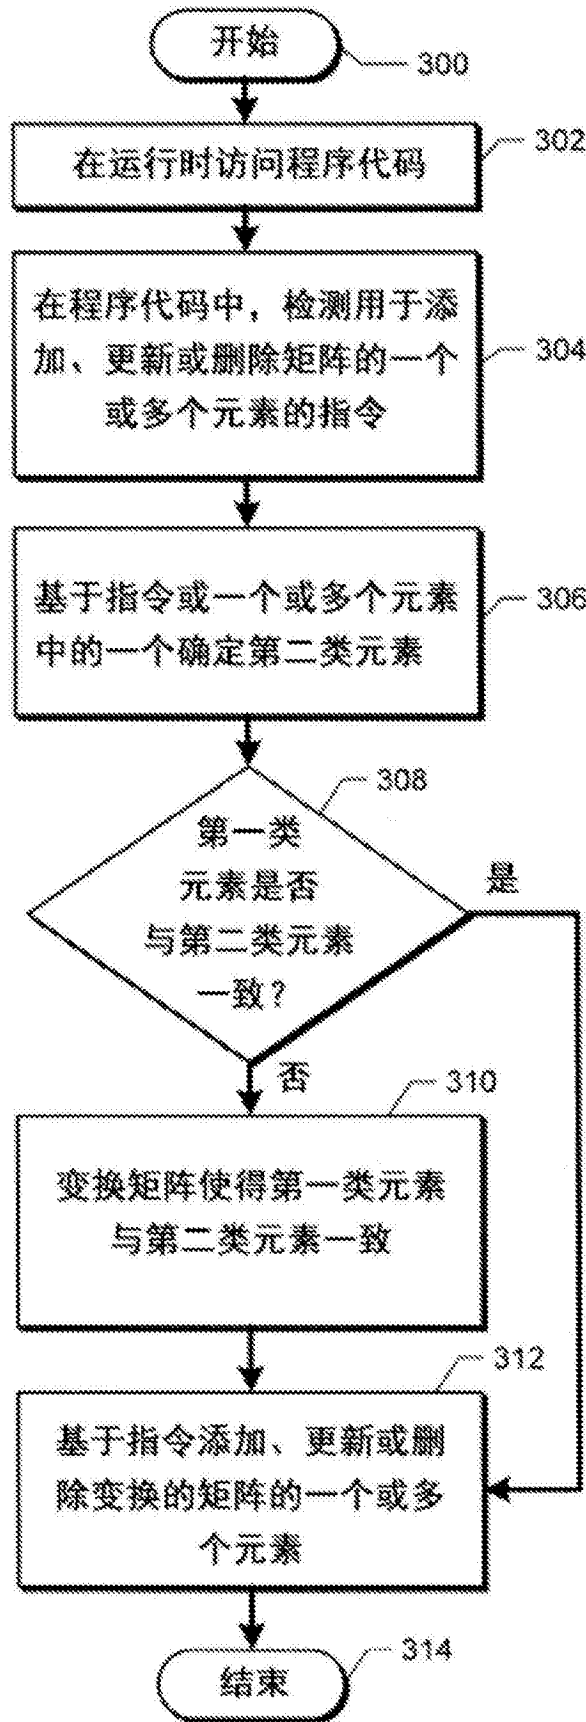 开始
300
302
在运行时访问程序代码
在程序代码中，检测用于添
加、更新或删除矩阵的一个
或多个元素的指令
304
基于指令或一个或多个元素
中的一个确定第二类元素
306
308
第一类
元素是否
与第二类元素
一致？
是
否
310
变换矩阵使得第一类元素
与第二类元素一致
312
基于指令添加、更新或删
除变换的矩阵的一个或多
个元素
314
结束